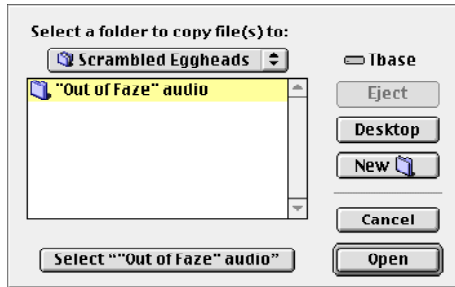 Select a folder to copy file(s) to:
Scrambled Eggheads
Ibase
"Out of Faze" audio
Eject
Desktop
New
Cancel
Select “"Out of Faze" audio”
Open